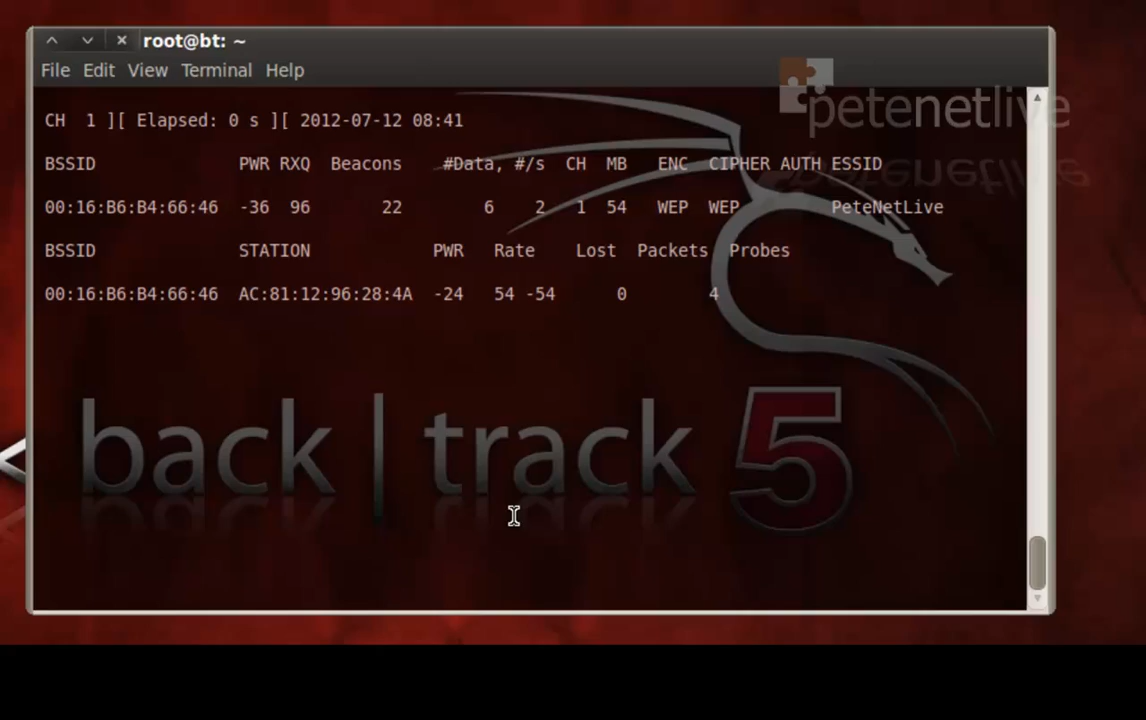 root@bt: ~
File Edit View Terminal Help
petenetlive
CH 1 ][ Elapsed: 0 s ][ 2012-07-12 08:41
BSSID PWR RXQ Beacons #Data, #/s CH MB ENC CIPHER AUTH ESSID
00:16:B6:B4:66:46 -36 96 22 6 2 1 54 WEP WEP PeteNetLive
BSSID STATION PWR Rate Lost Packets Probes
00:16:B6:B4:66:46 AC:81:12:96:28:4A -24 54 -54 0 4
back | track 5